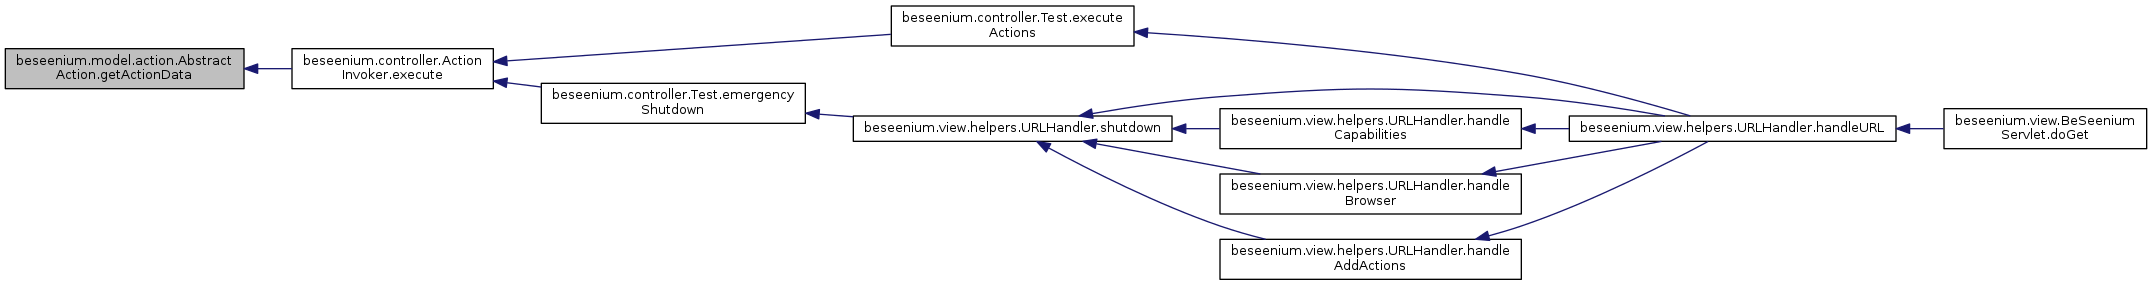 beseenium.model.action.Abstract
Action.getActionData
beseenium.controller.Action
Invoker.execute
beseenium.controller.Test.execute
Actions
beseenium.controller.Test.emergency
Shutdown
beseenium.view.helpers.URLHandler.shutdown
beseenium.view.helpers.URLHandler.handle
Capabilities
beseenium.view.helpers.URLHandler.handle
Browser
beseenium.view.helpers.URLHandler.handle
AddActions
beseenium.view.helpers.URLHandler.handleURL
beseenium.view.BeSeenium
Servlet.doGet